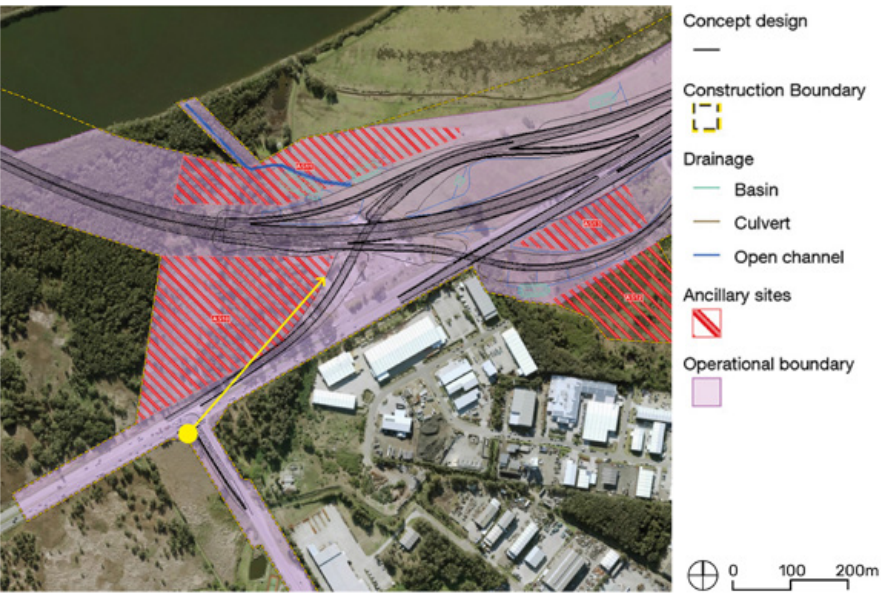 Concept design
Construction Boundary
Drainage
Basin
Culvert
Open channel
Ancillary sites
Operational boundary
0 100 200m